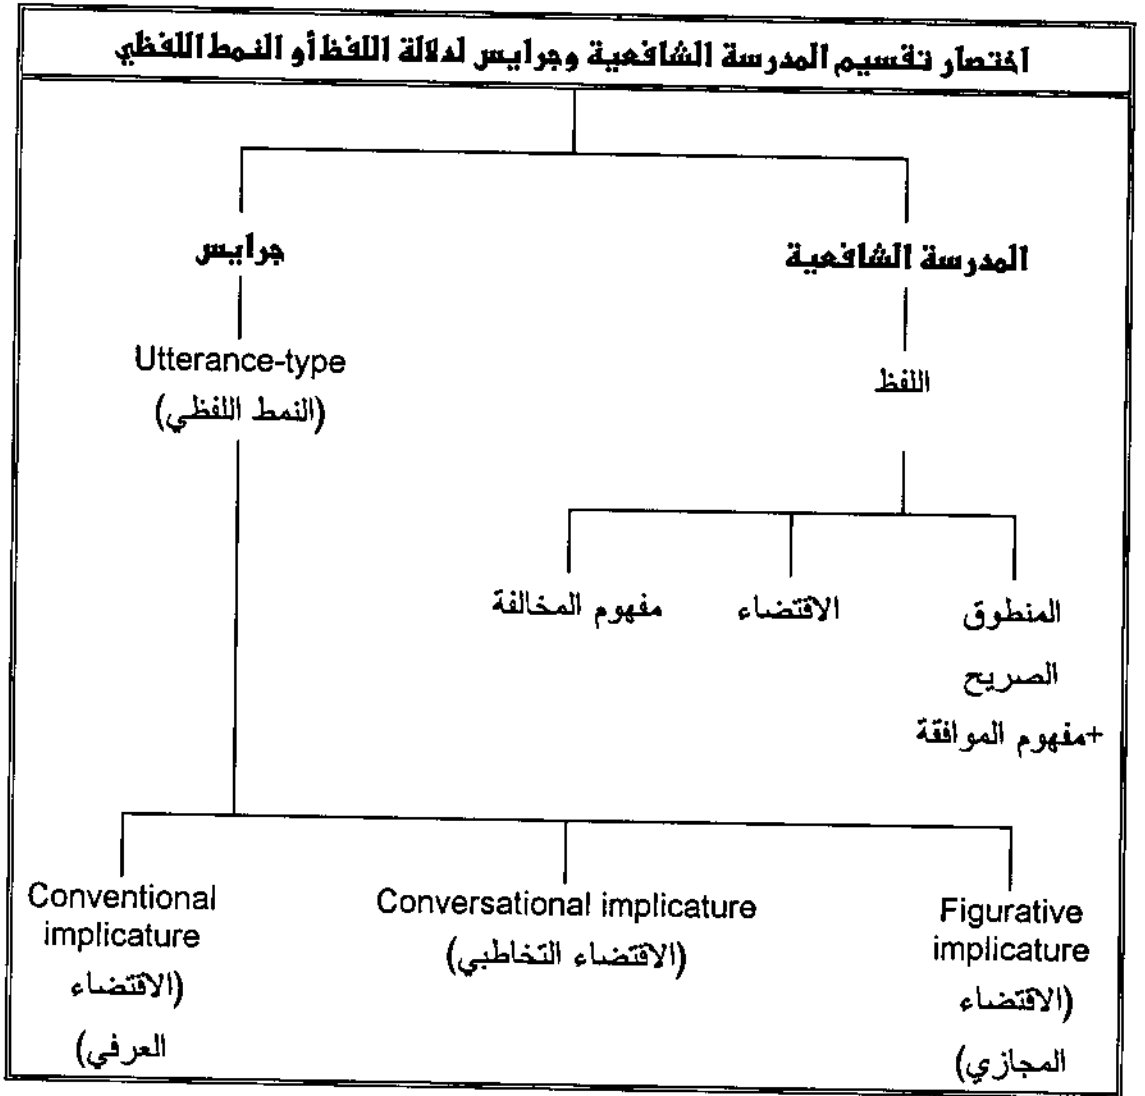 اختصار تقسيم المدرسة الشافعية وجرايس لدلالة اللفظ أو النمط اللفظي
المدرسة الشافعية
اللفظ
المنطوق
الصريح
+مفهوم الموافقة
الاقتضاء
مفهوم المخالفة
جرايس
Utterance-type
(النمط اللفظي)
Figurative
implicature
(الاقتضاء
المجازي)
Conversational implicature
(الاقتضاء التخاطبي)
Conventional
implicature
(الاقتضاء
العرفي)